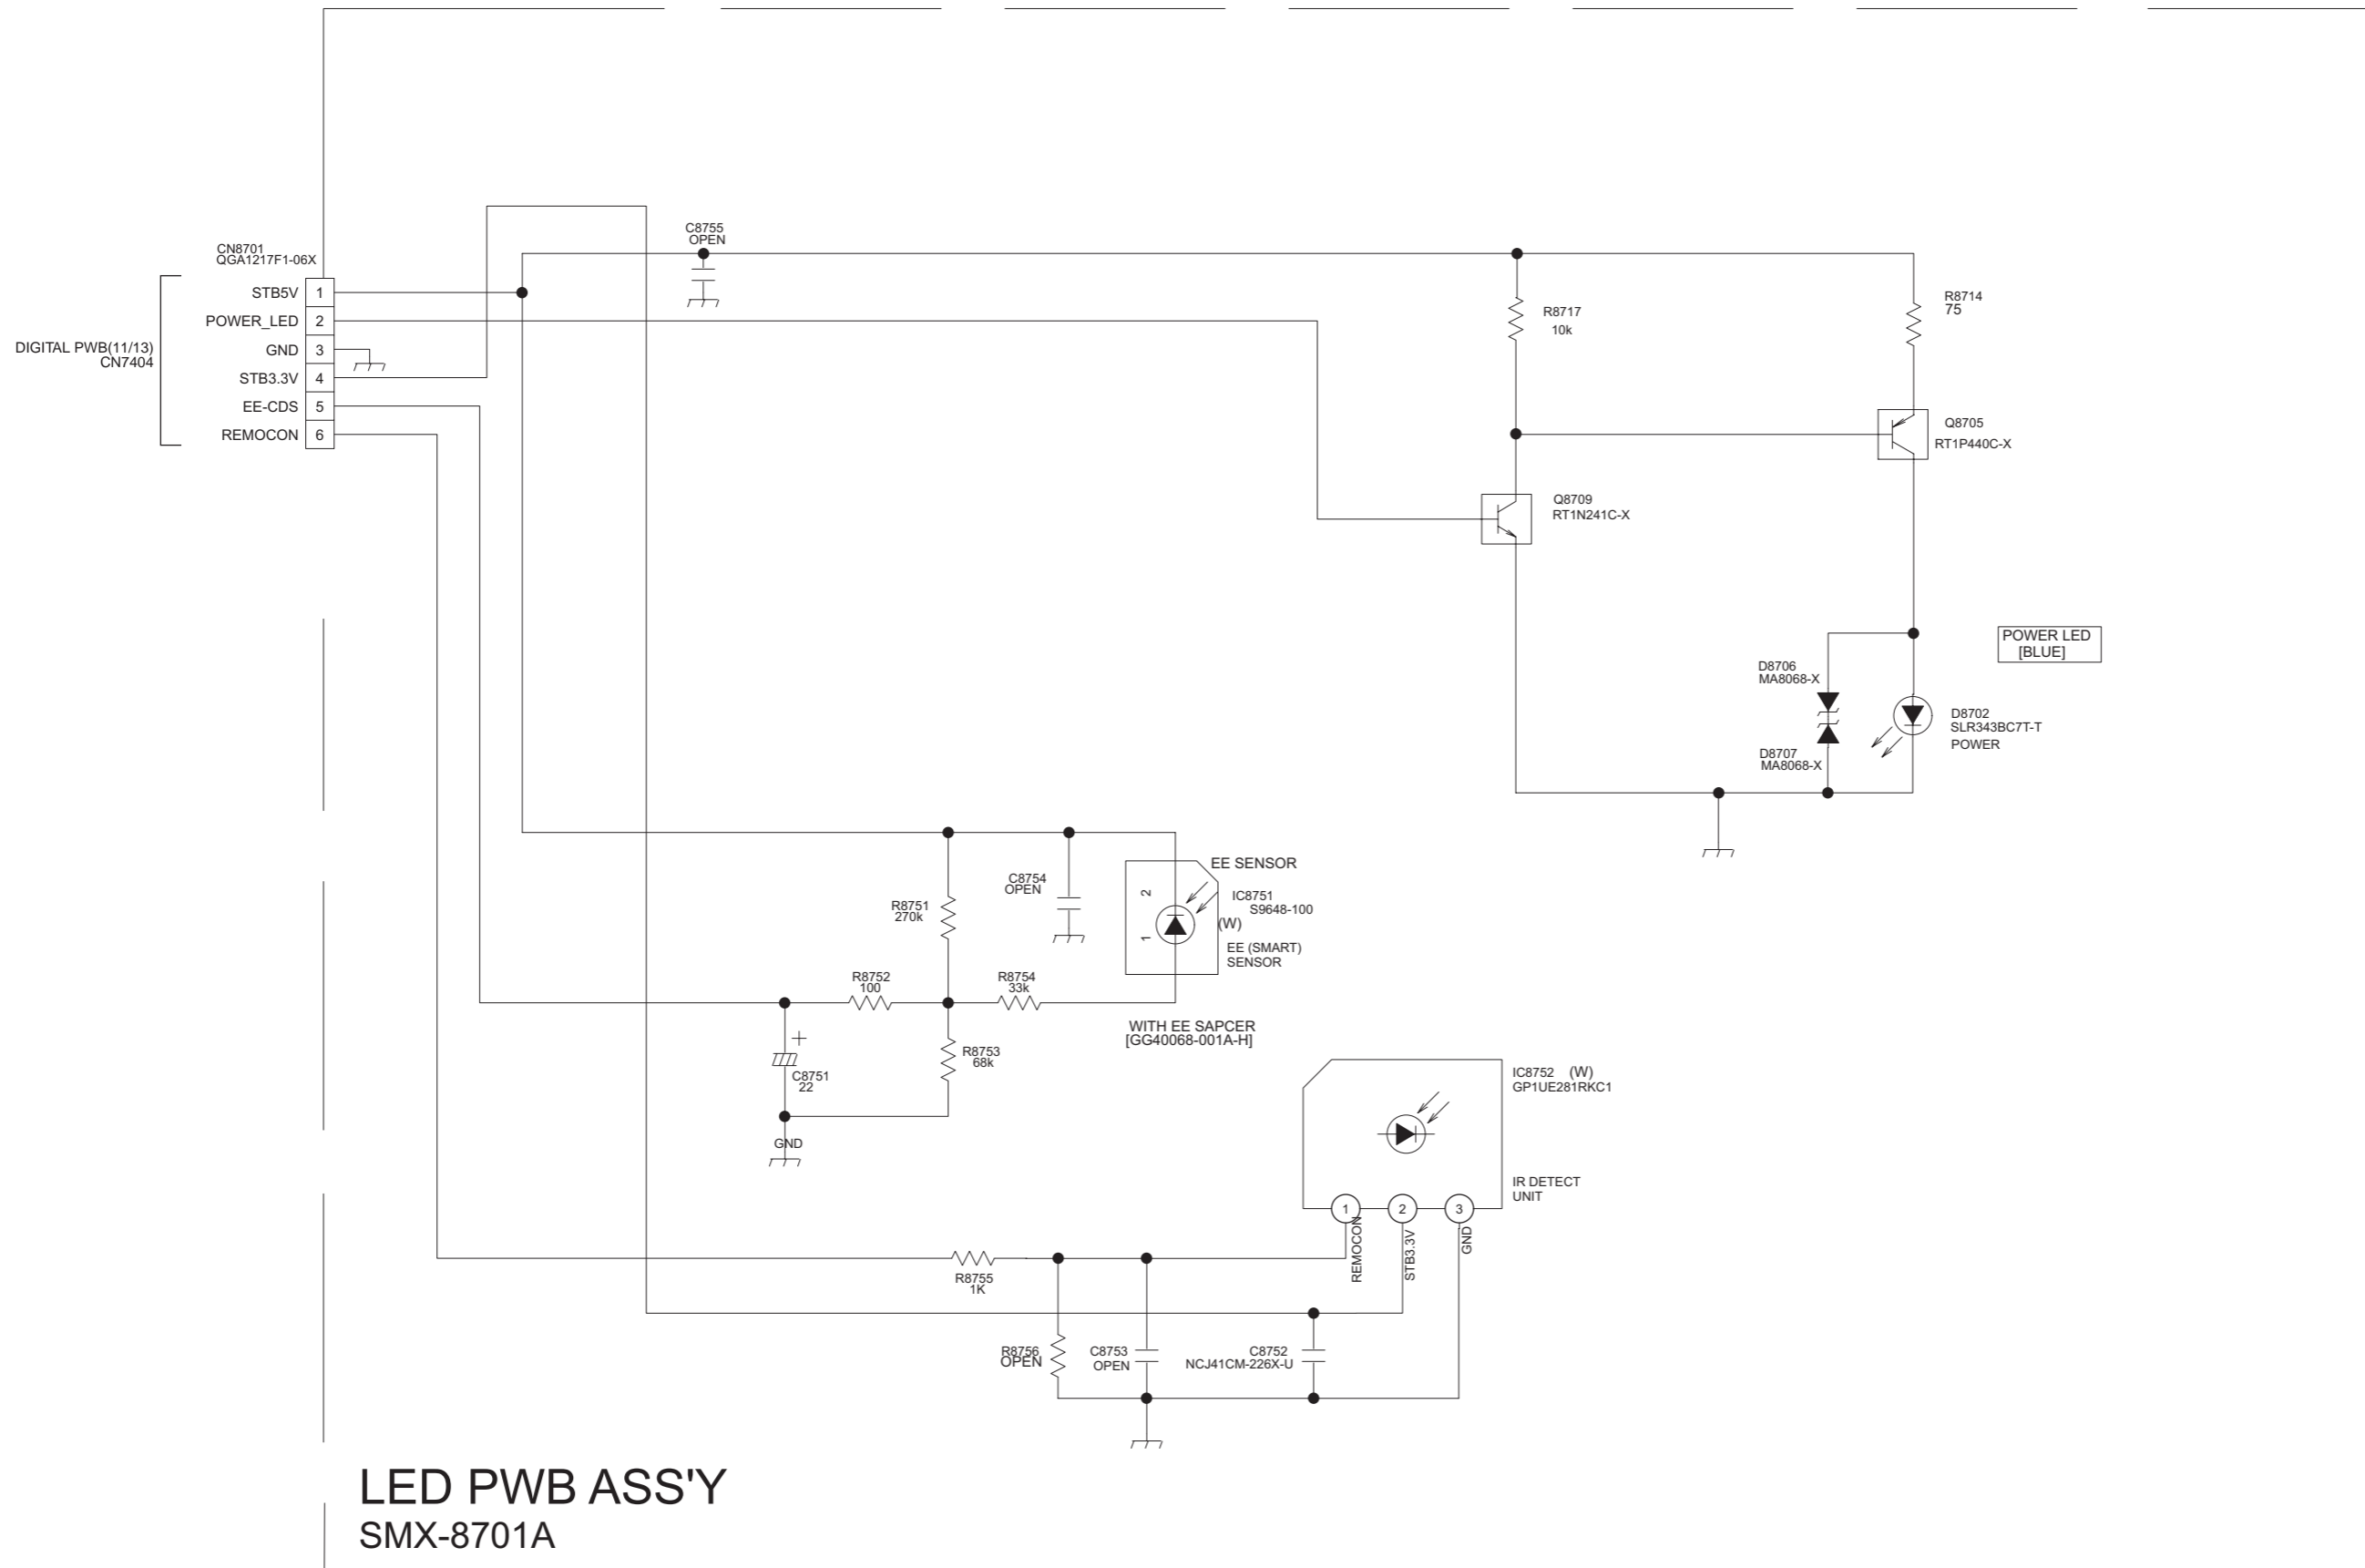 C8755
OPEN
CN8701
QGA1217F1-06X
STB5V 1
POWER_LED 2
GND 3
STB3.3V 4
EE-CDS 5
REMOCON 6
DIGITAL PWB(11/13)
CN7404
R8717
10k
R8714
75
Q8705
RT1P440C-X
Q8709
RT1N241C-X
POWER LED
[BLUE]
D8706
MA8068-X
D8702
SLR343BC7T-T
POWER
D8707
MA8068-X
EE SENSOR
C8754
OPEN
2
1
IC8751
S9648-100
(W)
EE (SMART)
SENSOR
R8751
270k
R8752
100
R8754
33k
WITH EE SAPCER
[GG40068-001A-H]
R8753
68k
+
C8751
22
GND
IC8752 (W)
GP1UE281RKC1
IR DETECT
UNIT
1 2 3
REMOCON
STB3.3V
GND
R8755
1K
R8756
OPEN
C8753
OPEN
C8752
NCJ41CM-226X-U
LED PWB ASS'Y
SMX-8701A